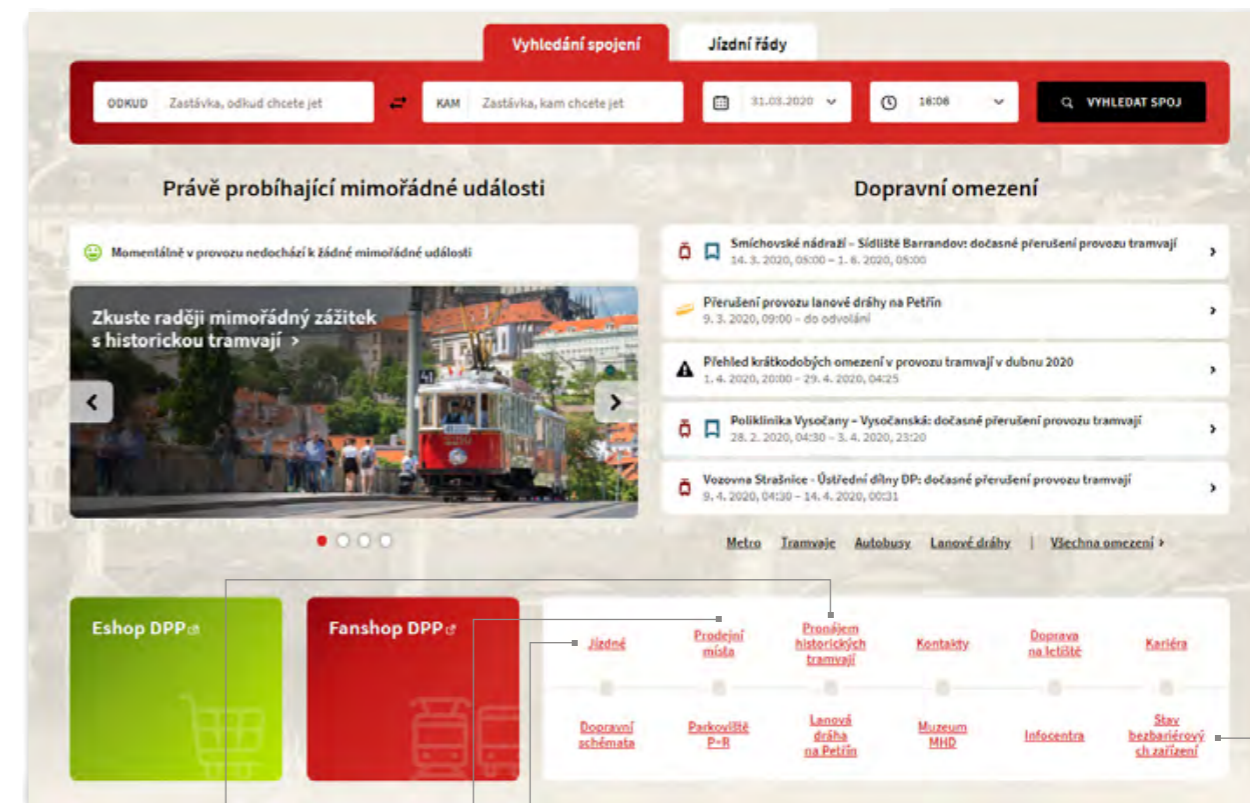 Vyhledání spojení
Jízdní řády
ODKUD Zastávka, odkud chcete jet
KAM Zastávka, kam chcete jet
31.03.2020
16:06
VYHLEDAT SPOJ
Právě probíhající mimořádné události
Momentálně v provozu nedochází k žádné mimořádné události
Zkuste raději mimořádný zážitek
s historickou tramvají >
41
Dopravní omezení
Smíchovské nádraží – Sídliště Barrandov: dočasné přerušení provozu tramvají
14. 3. 2020, 05:00 – 1. 6. 2020, 05:00
Přerušení provozu lanové dráhy na Petřín
9. 3. 2020, 09:00 – do odvolání
Přehled krátkodobých omezení v provozu tramvají v dubnu 2020
1. 4. 2020, 20:00 – 29. 4. 2020, 04:25
Poliklinika Vysočany – Vysočanská: dočasné přerušení provozu tramvají
28. 2. 2020, 04:30 – 3. 4. 2020, 23:20
Vozovna Strašnice - Ústřední dílny DP: dočasné přerušení provozu tramvají
9. 4. 2020, 04:30 – 14. 4. 2020, 00:31
Metro Tramvaje Autobusy Lanové dráhy | Všechna omezení ›
Eshop DPP
Fanshop DPP
Jízdné
Prodejní
místa
Pronájem
historických
tramvají
Kontakty
Doprava
na letiště
Kariéra
Dopravní
schémata
Parkoviště
P+R
Lanová
dráha
na Petřín
Muzeum
MHD
Infocentra
Stav
bezbariérový
ch zařízení